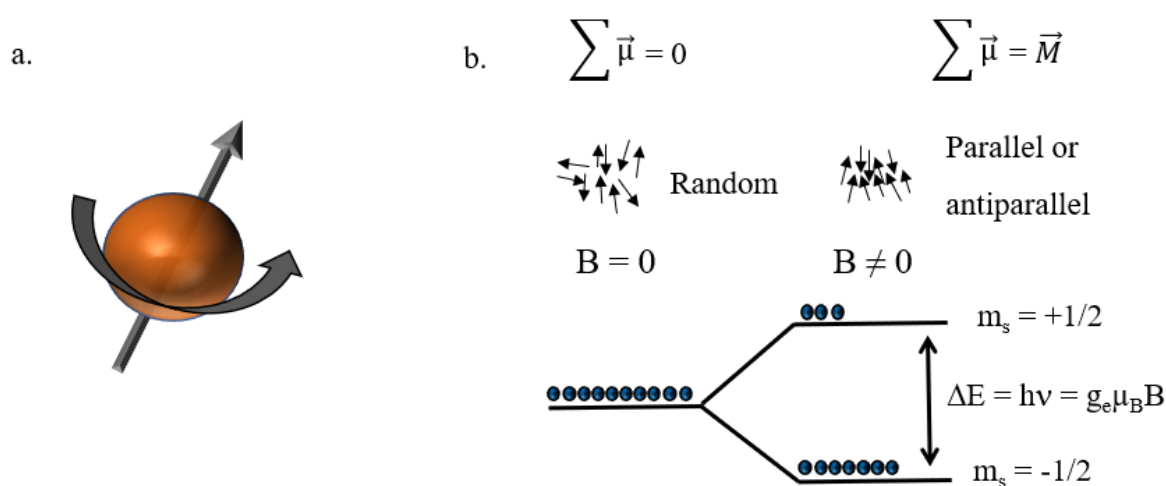 a.
b.
∑ μ⃗ = 0
∑ μ⃗ = M⃗
Random
Parallel or
antiparallel
B = 0
B ≠ 0
mₛ = +1/2
ΔE = hν = gₑμ_BB
mₛ = -1/2